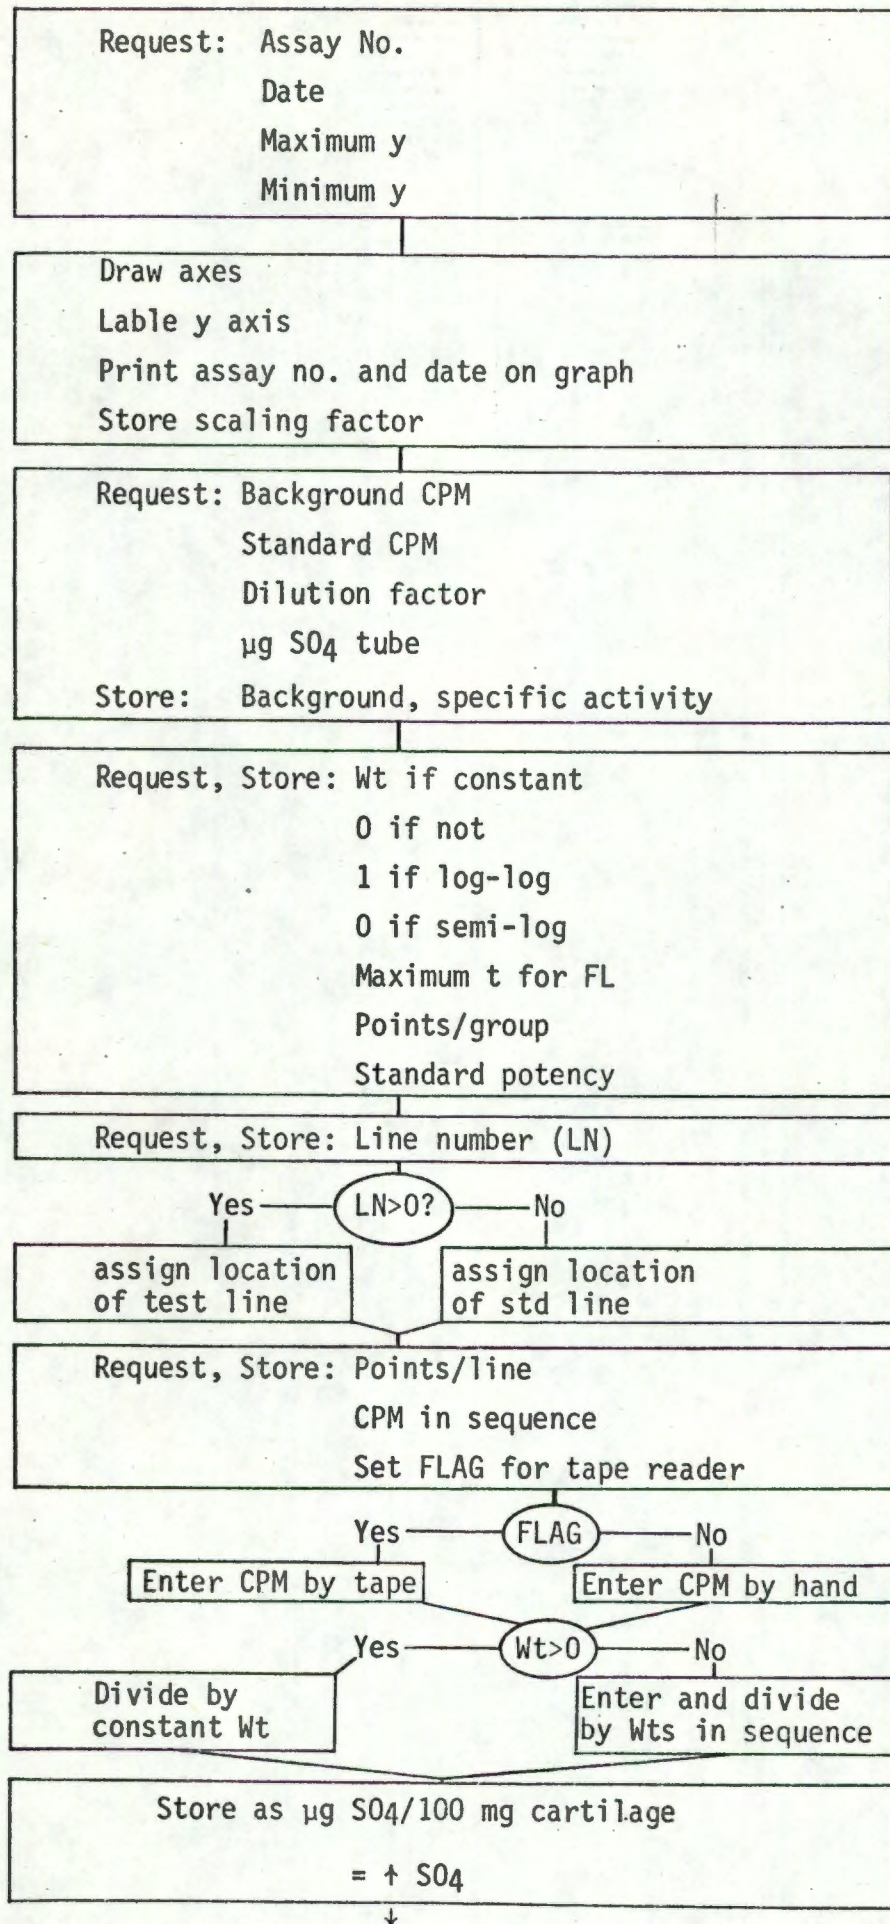 Request: Assay No.
Date
Maximum y
Minimum y
Draw axes
Lable y axis
Print assay no. and date on graph
Store scaling factor
Request: Background CPM
Standard CPM
Dilution factor
µg SO4 tube
Store: Background, specific activity
Request, Store: Wt if constant
0 if not
1 if log-log
0 if semi-log
Maximum t for FL
Points/group
Standard potency
Request, Store: Line number (LN)
Yes LN>0? No
assign location
of test line
assign location
of std line
Request, Store: Points/line
CPM in sequence
Set FLAG for tape reader
Yes FLAG No
Enter CPM by tape
Enter CPM by hand
Yes Wt>0 No
Divide by
constant Wt
Enter and divide
by Wts in sequence
Store as µg SO4/100 mg cartilage
= ↑ SO4